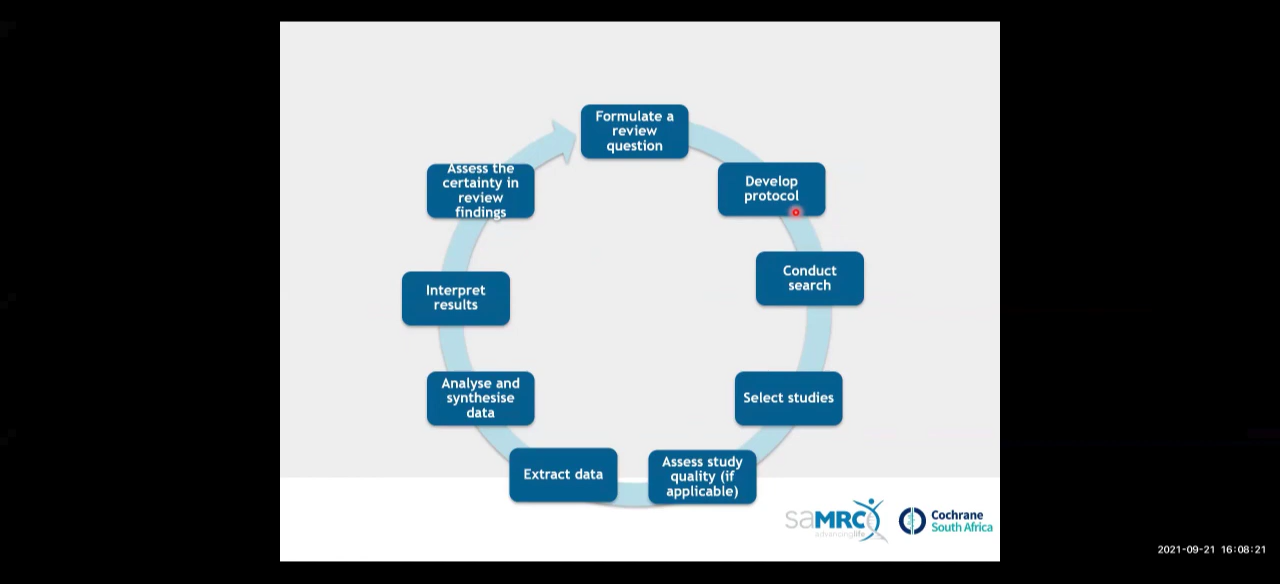 Formulate a
review
question
Develop
protocol
Conduct
search
Select studies
Assess study
quality (if
applicable)
Extract data
Analyse and
synthesise
data
Interpret
results
Assess the
certainty in
review
findings
saMRC
advancinglife
Cochrane
South Africa
2021-09-21 16:08:21